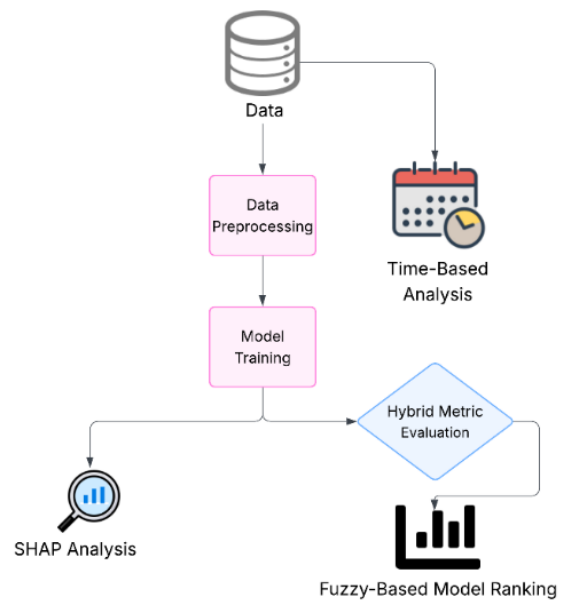 Data
Data
Preprocessing
Time-Based
Analysis
Model
Training
Hybrid Metric
Evaluation
SHAP Analysis
Fuzzy-Based Model Ranking